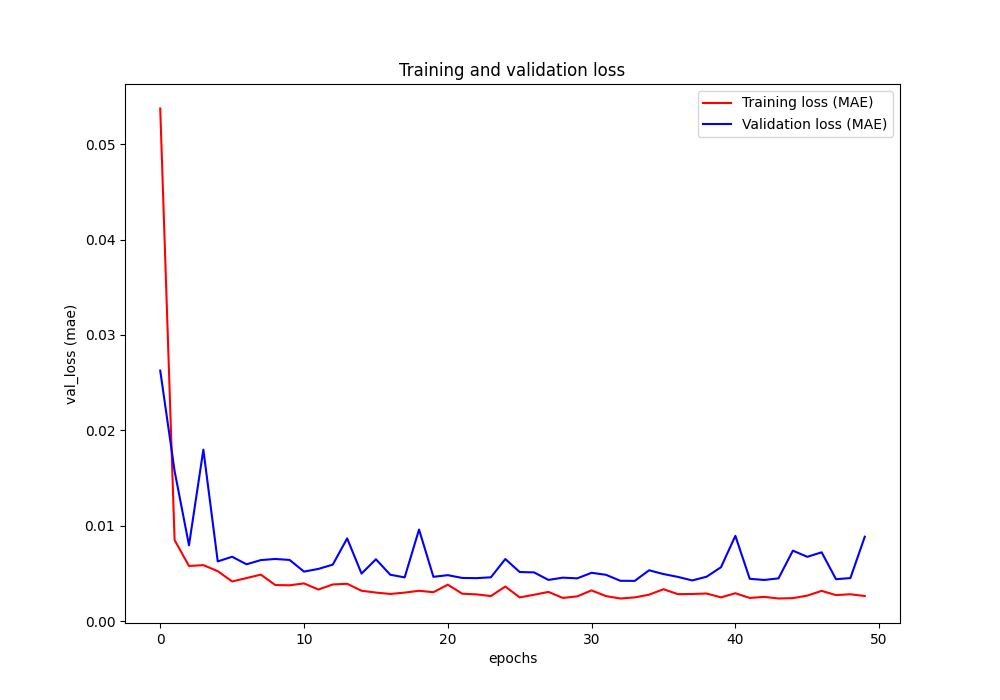 Training and validation loss
Training loss (MAE)
Validation loss (MAE)
0.05
0.04
0.03
0.02
0.01
0.00
val_loss (mae)
0 10 20 30 40 50
epochs